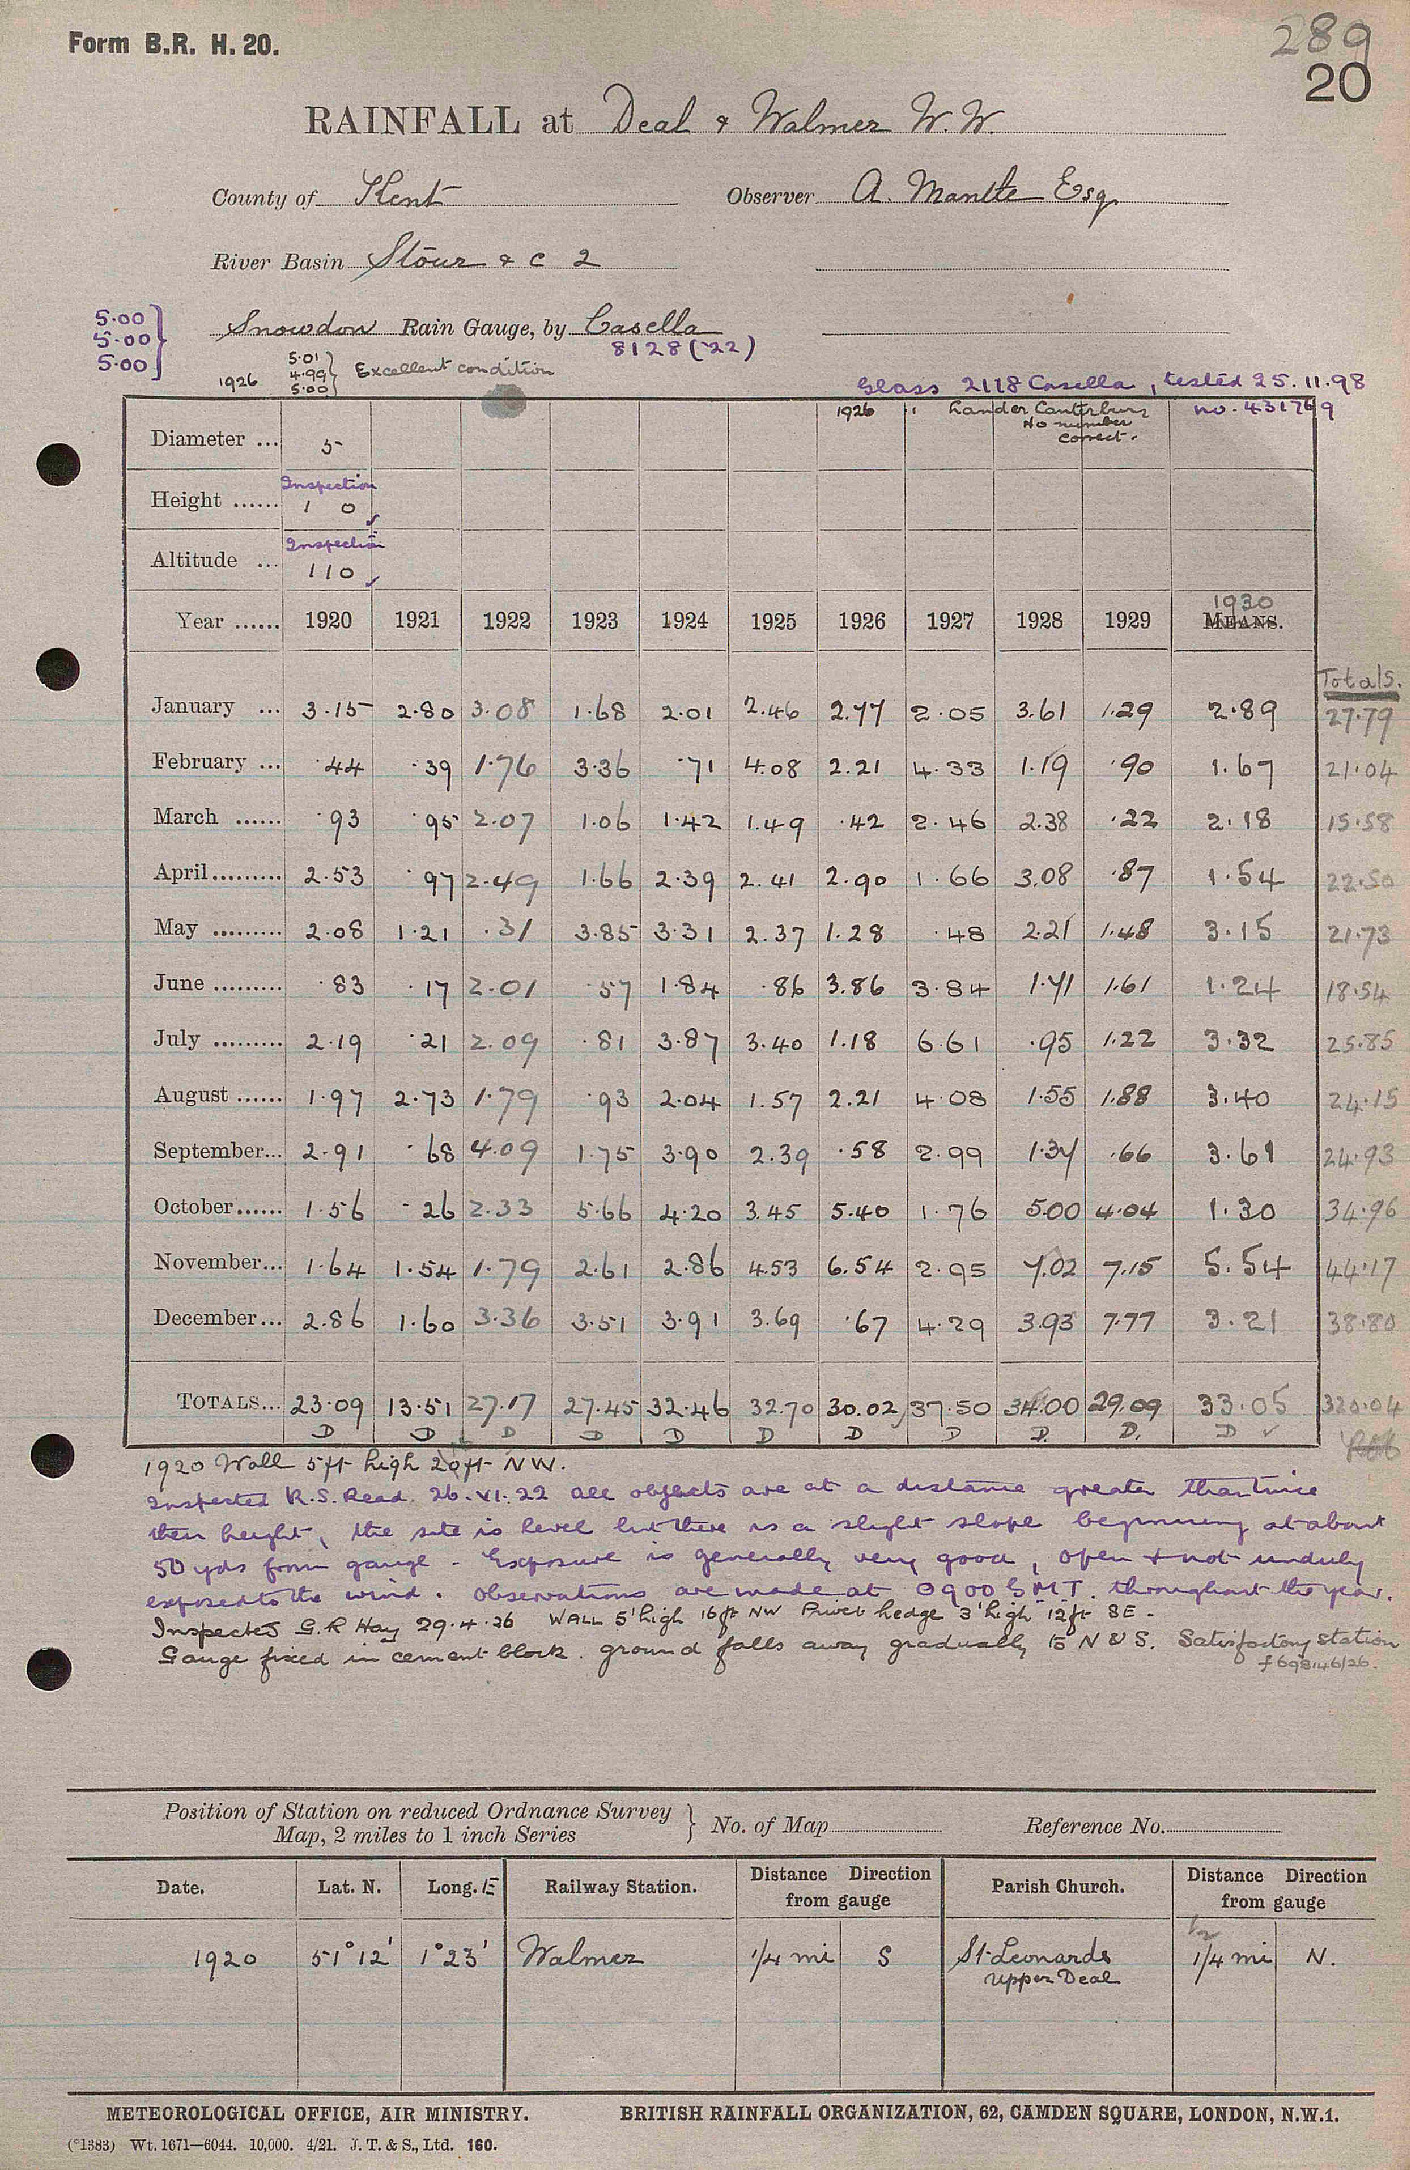 Form B.R. H. 20.
289
20
RAINFALL at Deal & Walmer W.W.
County of Kent Observer A. Mantle Esq
River Basin Stour & C 2
5.00
5.00
5.00
Snowdon Rain Gauge, by Casella
8128 ('22)
1926 5.01 4.99 5.00 Excellent condition
Glass 2118 Casella, tested 25.11.98
no. 431769
1926 Lander Canterbury
No number
correct.
Diameter ... 5
Height ...... Inspection 1 0
Altitude ... Inspection 110
1930
Year ...... 1920 1921 1922 1923 1924 1925 1926 1927 1928 1929 MEANS.
Totals.
January ... 3.15 2.80 3.08 1.68 2.01 2.46 2.77 2.05 3.61 1.29 2.89 27.79
February ... .44 .39 1.76 3.36 .71 4.08 2.21 4.33 1.19 .90 1.67 21.04
March ...... .93 .95 2.07 1.06 1.42 1.49 .42 2.46 2.38 .22 2.18 15.58
April......... 2.53 .97 2.49 1.66 2.39 2.41 2.90 1.66 3.08 .87 1.54 22.50
May ......... 2.08 1.21 .31 3.85 3.31 2.37 1.28 .48 2.21 1.48 3.15 21.73
June ......... .83 .17 2.01 .57 1.84 .86 3.86 3.84 1.71 1.61 1.24 18.54
July ......... 2.19 .21 2.09 .81 3.87 3.40 1.18 6.61 .95 1.22 3.32 25.85
August ...... 1.97 2.73 1.79 .93 2.04 1.57 2.21 4.08 1.55 1.88 3.40 24.15
September... 2.91 .68 4.09 1.75 3.90 2.39 .58 2.99 1.34 .66 3.61 24.93
October...... 1.56 .26 2.33 5.66 4.20 3.45 5.40 1.76 5.00 4.04 1.30 34.96
November... 1.64 1.54 1.79 2.61 2.86 4.53 6.54 2.95 7.02 7.15 5.54 44.17
December... 2.86 1.60 3.36 3.51 3.91 3.69 .67 4.29 3.93 7.77 3.21 38.80
TOTALS... 23.09 13.51 27.17 27.45 32.46 32.70 30.02 37.50 34.00 29.09 33.05 320.04
D D D D D D D D D. D. D ✓
1920 Wall 5ft high 20ft NW.
Inspected R.S. Read. 26.VI.22 All objects are at a distance greater than twice
their height, the site is level but there is a slight slope beginning at about
50 yds from gauge. Exposure is generally very good, open & not unduly
exposed to the wind. Observations are made at 0900 GMT. throughout the year.
Inspected G.R Hay 29.4.26 WALL 5' high 16ft NW Privet hedge 3' high 12ft SE.
Gauge fixed in cement block. ground falls away gradually to N & S. Satisfactory station
Position of Station on reduced Ordnance Survey
Map, 2 miles to 1 inch Series
No. of Map Reference No.
Date. Lat. N. Long. E Railway Station. Distance Direction from gauge Parish Church. Distance Direction from gauge
1/2
1920 51°12' 1°23' Walmer 1/4 mi S St Leonards 1/4 mi N.
Upper Deal
METEOROLOGICAL OFFICE, AIR MINISTRY. BRITISH RAINFALL ORGANIZATION, 62, CAMDEN SQUARE, LONDON, N.W.1.
(*1383) Wt. 1671—6044. 10,000. 4/21. J. T. & S., Ltd. 160.